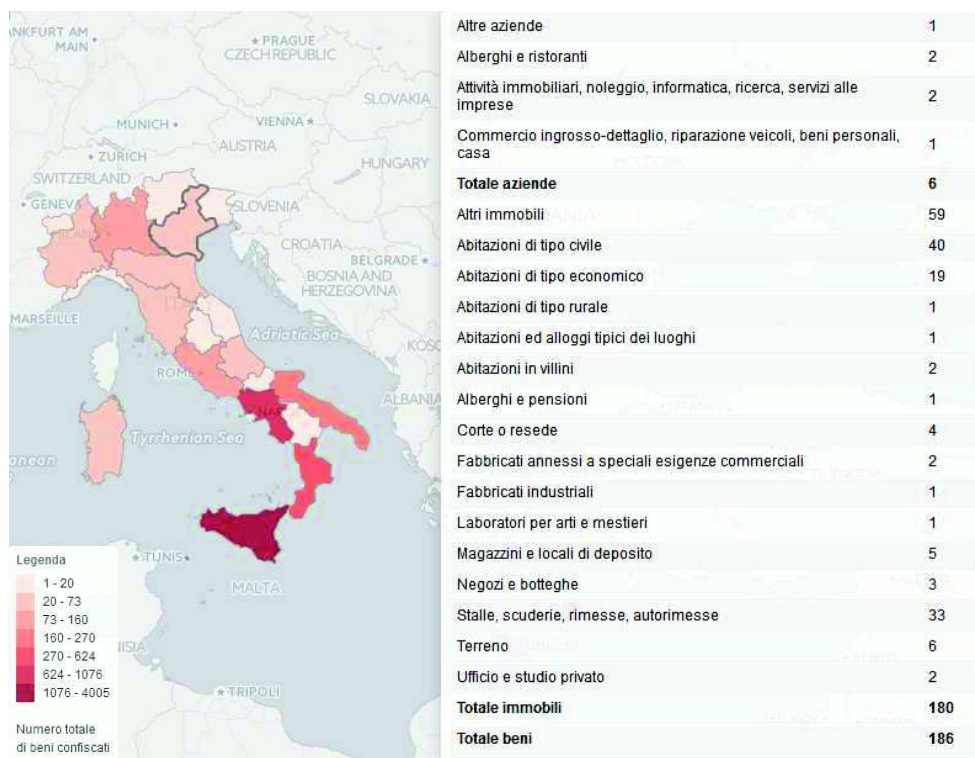 ANKFURT AM
MAIN
PRAGUE
CZECH REPUBLIC
SLOVAKIA
MUNICH
VIENNA
AUSTRIA
ZURICH
HUNGARY
SWITZERLAND
GENEVA
SLOVENIA
CROATIA
BELGRADE
BOSNIA AND
HERZEGOVINA
MARSEILLE
Adriatic Sea
KOSO
ROME
ALBANIA
Tyrrhenian Sea
anean
TUNIS
MALTA
ISIA
TRIPOLI
Legenda
1 - 20
20 - 73
73 - 160
160 - 270
270 - 624
624 - 1076
1076 - 4005
Numero totale
di beni confiscati
Altre aziende 1
Alberghi e ristoranti 2
Attività immobiliari, noleggio, informatica, ricerca, servizi alle
imprese 2
Commercio ingrosso-dettaglio, riparazione veicoli, beni personali,
casa 1
Totale aziende 6
Altri immobili 59
Abitazioni di tipo civile 40
Abitazioni di tipo economico 19
Abitazioni di tipo rurale 1
Abitazioni ed alloggi tipici dei luoghi 1
Abitazioni in villini 2
Alberghi e pensioni 1
Corte o resede 4
Fabbricati annessi a speciali esigenze commerciali 2
Fabbricati industriali 1
Laboratori per arti e mestieri 1
Magazzini e locali di deposito 5
Negozi e botteghe 3
Stalle, scuderie, rimesse, autorimesse 33
Terreno 6
Ufficio e studio privato 2
Totale immobili 180
Totale beni 186